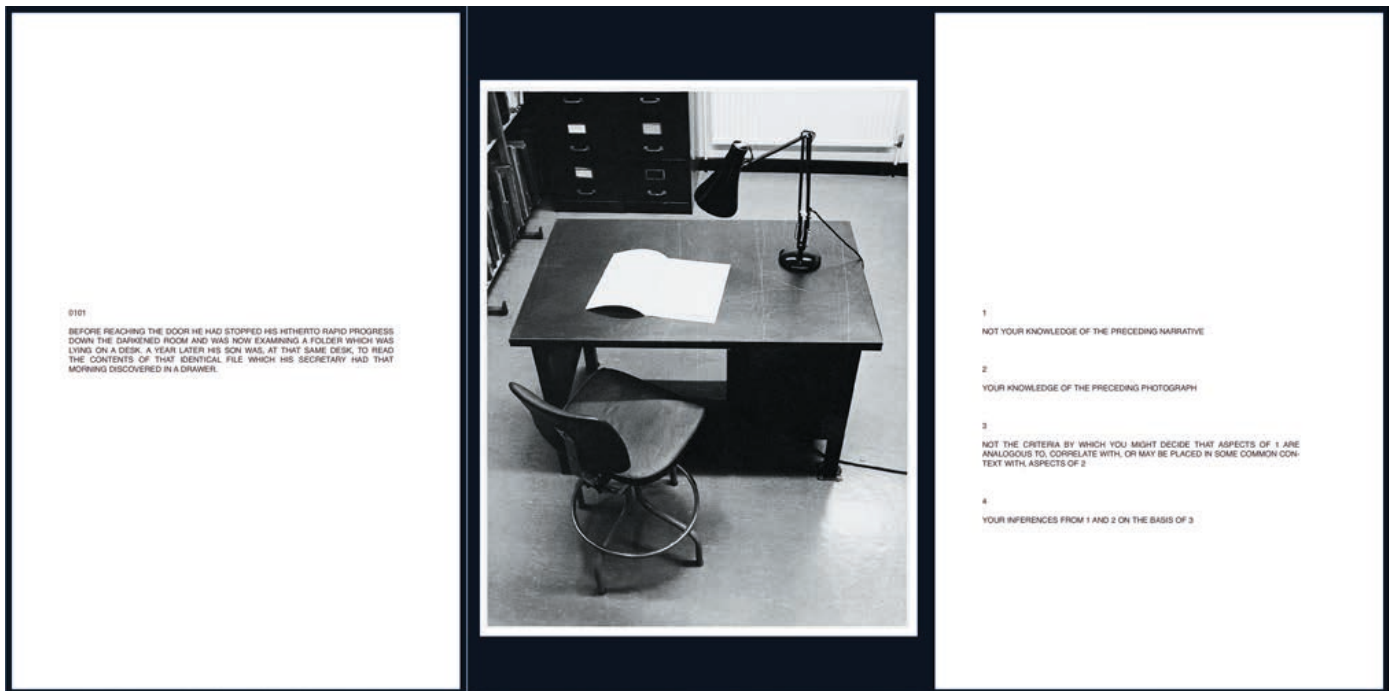 0101
BEFORE REACHING THE DOOR HE HAD STOPPED HIS HITHERTO RAPID PROGRESS
DOWN THE DARKENED ROOM AND WAS NOW EXAMINING A FOLDER WHICH WAS
LYING ON A DESK. A YEAR LATER HIS SON WAS, AT THAT SAME DESK, TO READ
THE CONTENTS OF THAT IDENTICAL FILE WHICH HIS SECRETARY HAD THAT
MORNING DISCOVERED IN A DRAWER.
1
NOT YOUR KNOWLEDGE OF THE PRECEDING NARRATIVE
2
YOUR KNOWLEDGE OF THE PRECEDING PHOTOGRAPH
3
NOT THE CRITERIA BY WHICH YOU MIGHT DECIDE THAT ASPECTS OF 1 ARE
ANALOGOUS TO, CORRELATE WITH, OR MAY BE PLACED IN SOME COMMON CON-
TEXT WITH, ASPECTS OF 2
4
YOUR INFERENCES FROM 1 AND 2 ON THE BASIS OF 3